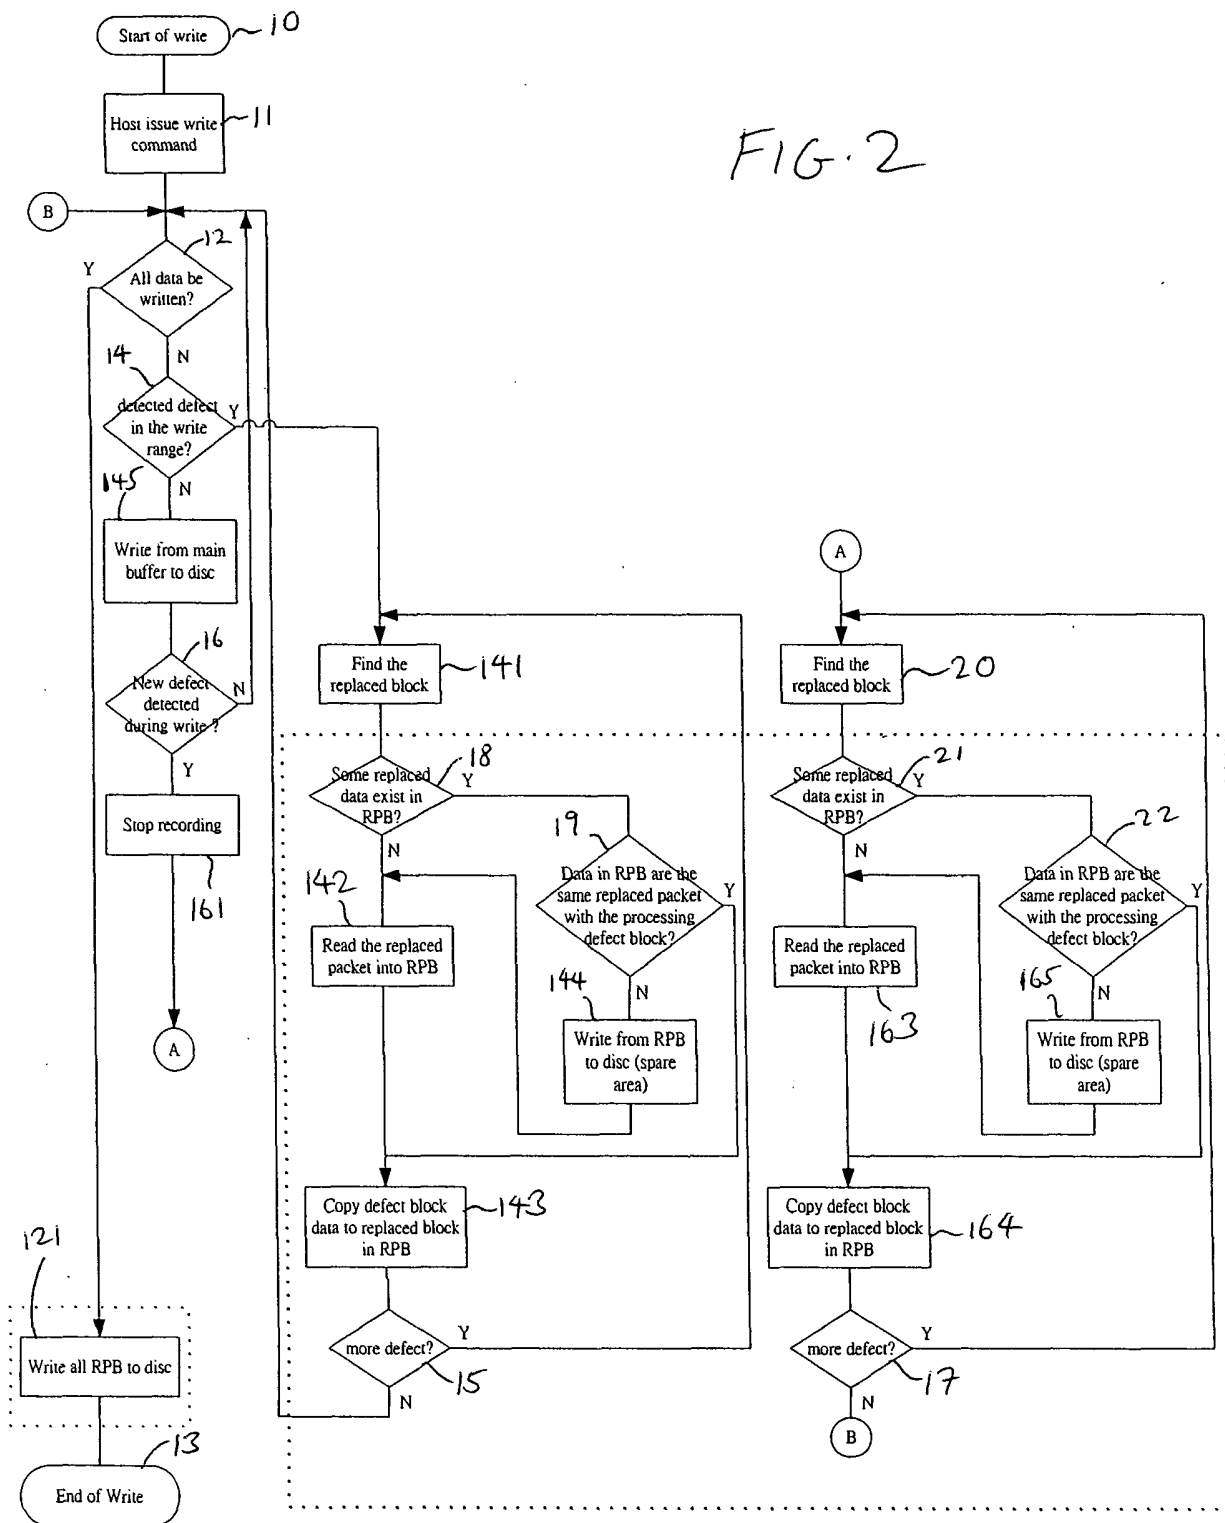 Start of write
10
Host issue write
command
11
FIG. 2
B
12
Y
All data be
written?
N
14
detected defect
in the write
range?
Y
N
145
Write from main
buffer to disc
A
16
New defect
detected
during write ?
N
Y
Find the
replaced block
141
Find the
replaced block
20
Stop recording
161
A
18
Some replaced
data exist in
RPB?
Y
N
19
Data in RPB are the
same replaced packet
with the processing
defect block?
Y
N
142
Read the replaced
packet into RPB
144
Write from RPB
to disc (spare
area)
21
Some replaced
data exist in
RPB?
Y
N
22
Data in RPB are the
same replaced packet
with the processing
defect block?
Y
N
Read the replaced
packet into RPB
163
165
Write from RPB
to disc (spare
area)
Copy defect block
data to replaced block
in RPB
143
Copy defect block
data to replaced block
in RPB
164
more defect?
Y
15
N
more defect?
Y
17
N
B
121
Write all RPB to disc
13
End of Write